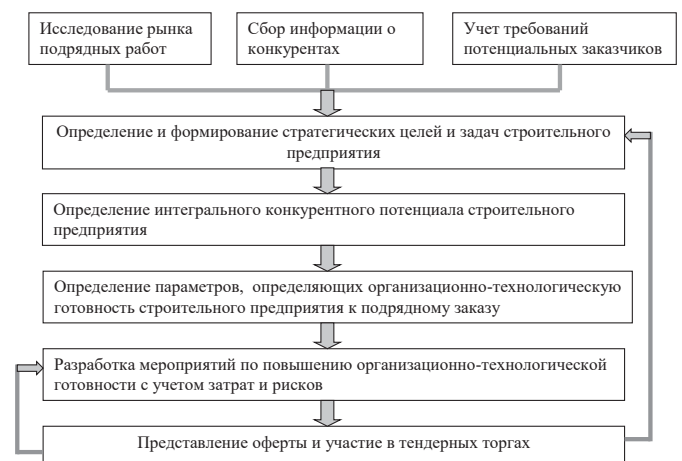 Исследование рынка
подрядных работ
Сбор информации о
конкурентах
Учет требований
потенциальных заказчиков
Определение и формирование стратегических целей и задач строительного
предприятия
Определение интегрального конкурентного потенциала строительного
предприятия
Определение параметров, определяющих организационно-технологическую
готовность строительного предприятия к подрядному заказу
Разработка мероприятий по повышению организационно-технологической
готовности с учетом затрат и рисков
Представление оферты и участие в тендерных торгах